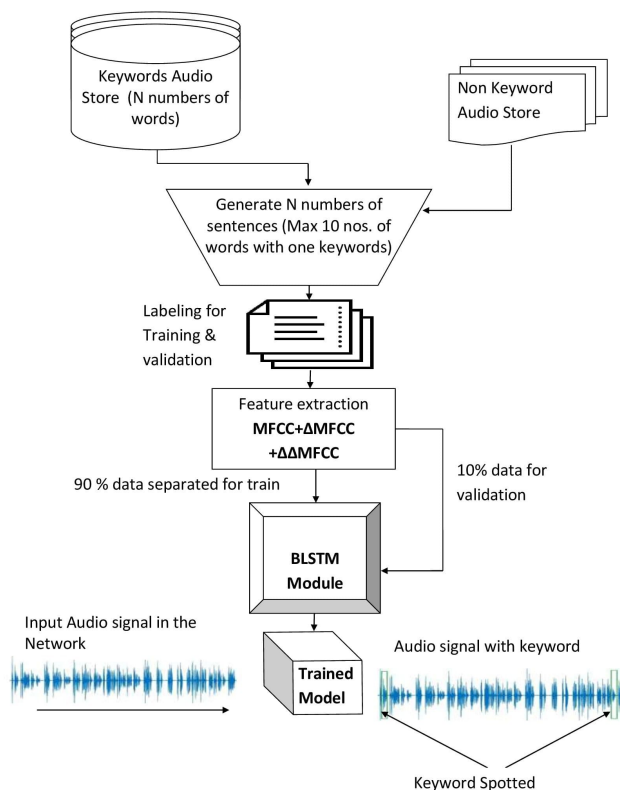 Keywords Audio
Store (N numbers of
words)
Non Keyword
Audio Store
Generate N numbers of
sentences (Max 10 nos. of
words with one keywords)
Labeling for
Training &
validation
Feature extraction
MFCC+ΔMFCC
+ΔΔMFCC
90 % data separated for train
10% data for
validation
BLSTM
Module
Input Audio signal in the
Network
Audio signal with keyword
Trained
Model
Keyword Spotted